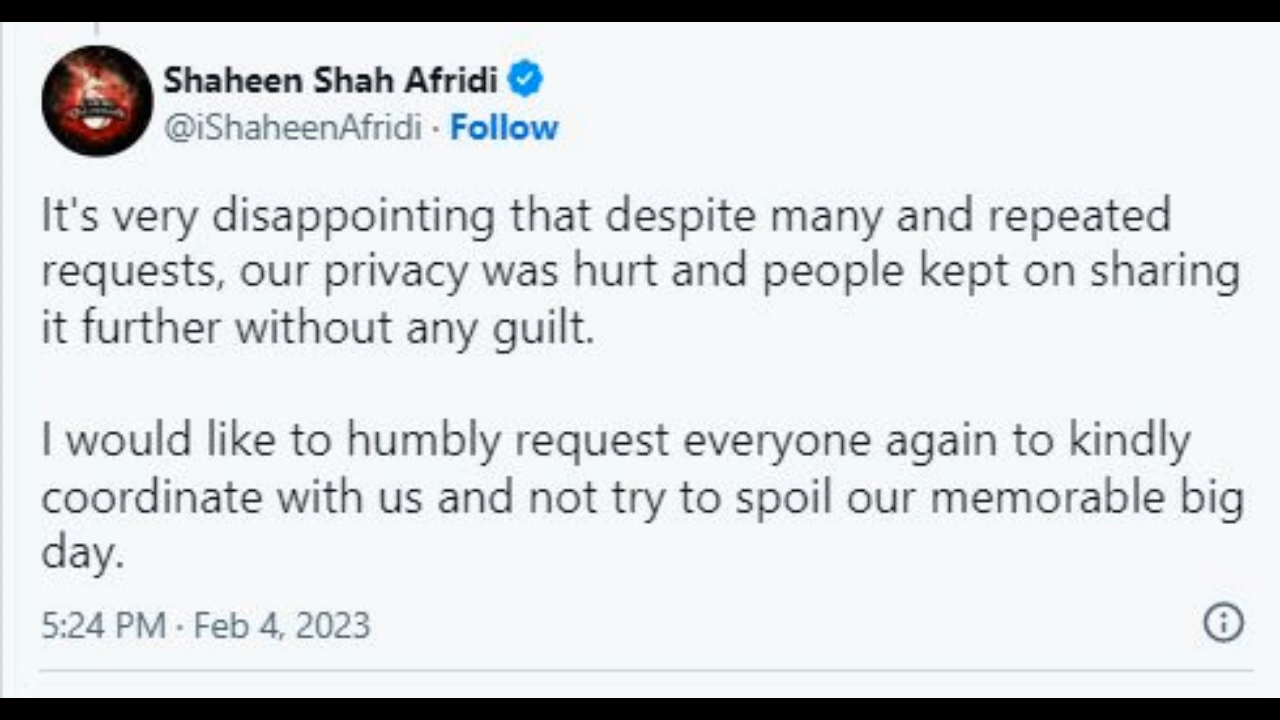 Shaheen Shah Afridi
@iShaheenAfridi · Follow
It's very disappointing that despite many and repeated
requests, our privacy was hurt and people kept on sharing
it further without any guilt.
I would like to humbly request everyone again to kindly
coordinate with us and not try to spoil our memorable big
day.
5:24 PM · Feb 4, 2023